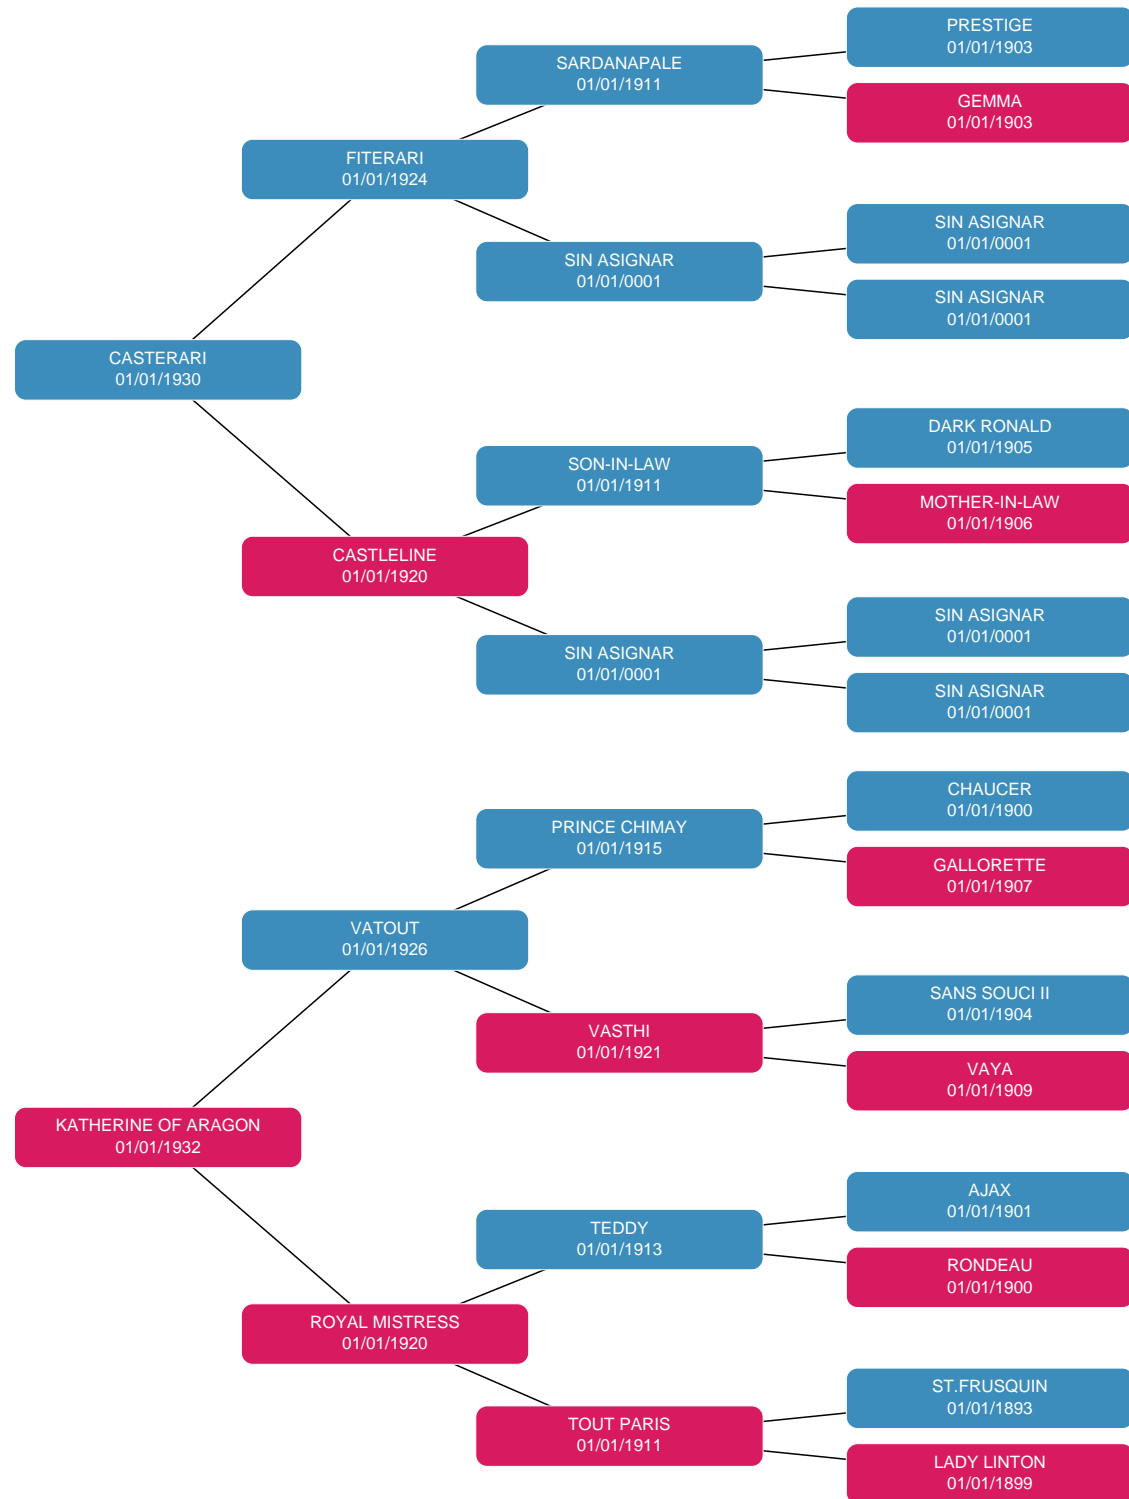 PRESTIGE
01/01/1903
SARDANAPALE
01/01/1911
GEMMA
01/01/1903
FITERARI
01/01/1924
SIN ASIGNAR
01/01/0001
SIN ASIGNAR
01/01/0001
SIN ASIGNAR
01/01/0001
CASTERARI
01/01/1930
DARK RONALD
01/01/1905
SON-IN-LAW
01/01/1911
MOTHER-IN-LAW
01/01/1906
CASTLELINE
01/01/1920
SIN ASIGNAR
01/01/0001
SIN ASIGNAR
01/01/0001
SIN ASIGNAR
01/01/0001
CHAUCER
01/01/1900
PRINCE CHIMAY
01/01/1915
GALLORETTE
01/01/1907
VATOUT
01/01/1926
SANS SOUCI II
01/01/1904
VASTHI
01/01/1921
VAYA
01/01/1909
KATHERINE OF ARAGON
01/01/1932
AJAX
01/01/1901
TEDDY
01/01/1913
RONDEAU
01/01/1900
ROYAL MISTRESS
01/01/1920
ST.FRUSQUIN
01/01/1893
TOUT PARIS
01/01/1911
LADY LINTON
01/01/1899